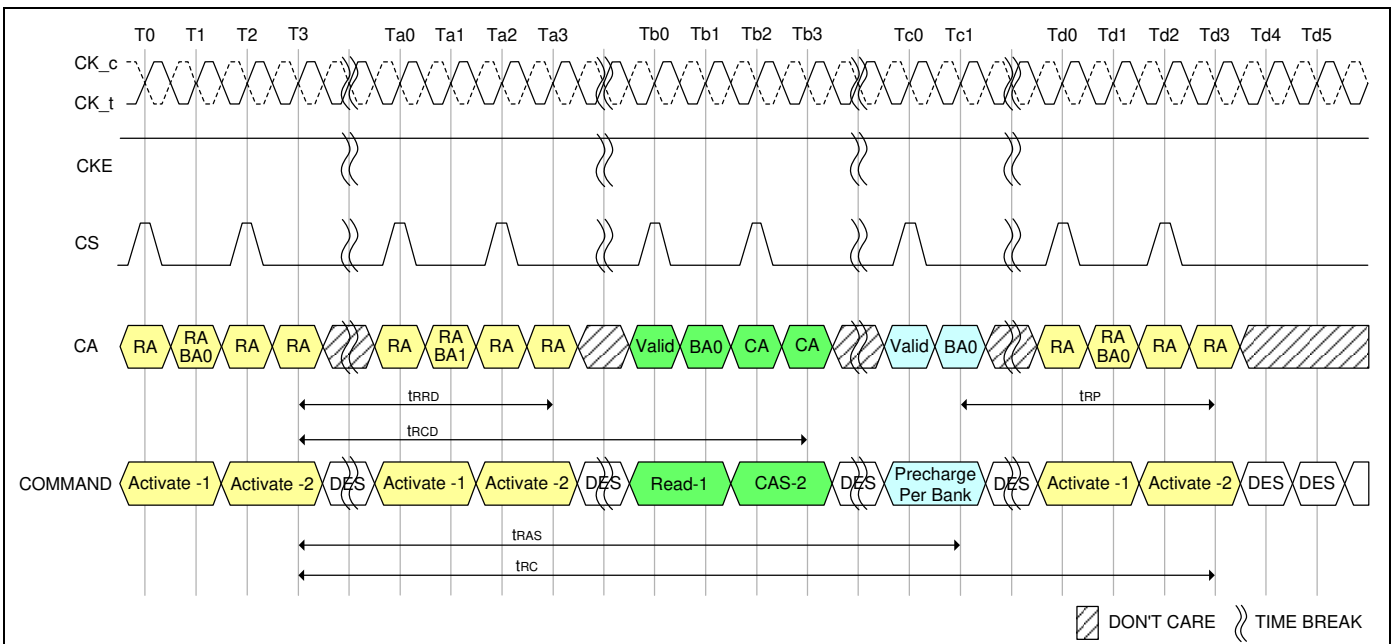 T0 T1 T2 T3 Ta0 Ta1 Ta2 Ta3 Tb0 Tb1 Tb2 Tb3 Tc0 Tc1 Td0 Td1 Td2 Td3 Td4 Td5
CK_c
CK_t
CKE
CS
CA RA RA BA0 RA RA RA RA BA1 RA RA Valid BA0 CA CA Valid BA0 RA RA BA0 RA RA
tRRD tRP
tRCD
COMMAND Activate -1 Activate -2 DES Activate -1 Activate -2 DES Read-1 CAS-2 DES Precharge Per Bank DES Activate -1 Activate -2 DES DES
tRAS
tRC
DON'T CARE TIME BREAK